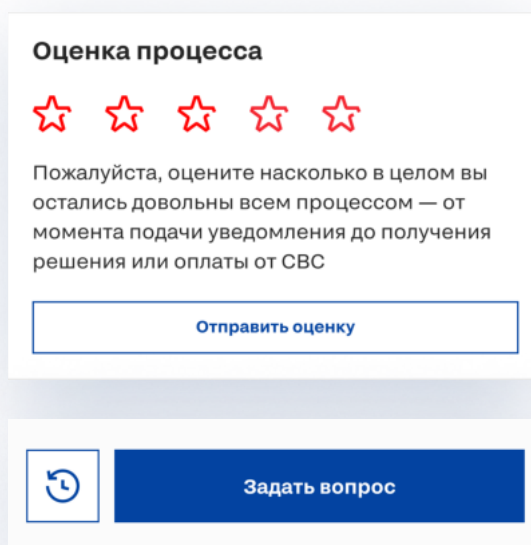 Оценка процесса
Пожалуйста, оцените насколько в целом вы
остались довольны всем процессом — от
момента подачи уведомления до получения
решения или оплаты от СВС
Отправить оценку
Задать вопрос